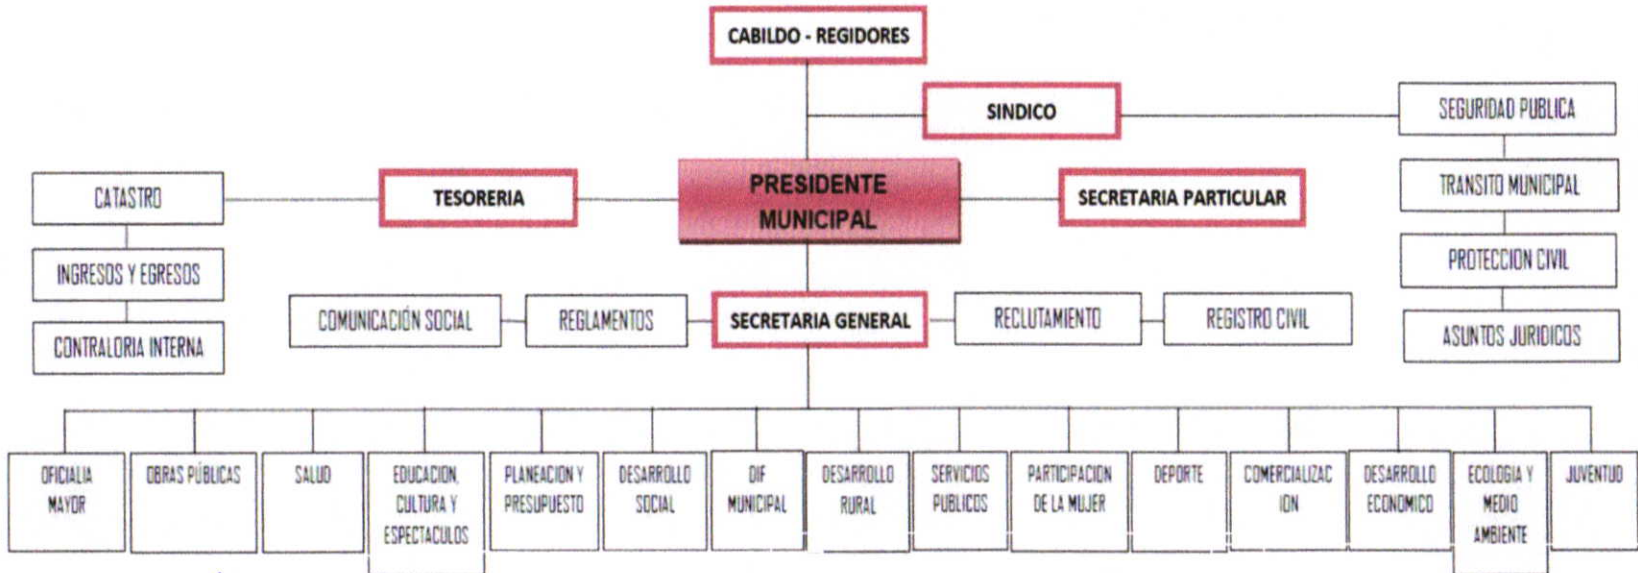 CABILDO - REGIDORES
SINDICO
SEGURIDAD PUBLICA
PRESIDENTE
MUNICIPAL
CATASTRO
TESORERIA
SECRETARIA PARTICULAR
TRANSITO MUNICIPAL
INGRESOS Y EGRESOS
PROTECCION CIVIL
COMUNICACIÓN SOCIAL
REGLAMENTOS
SECRETARIA GENERAL
RECLUTAMIENTO
REGISTRO CIVIL
CONTRALORIA INTERNA
ASUNTOS JURIDICOS
OFICIALIA
MAYOR
OBRAS PÚBLICAS
SALUD
EDUCACION,
CULTURA Y
ESPECTACULOS
PLANEACION Y
PRESUPUESTO
DESARROLLO
SOCIAL
DIF
MUNICIPAL
DESARROLLO
RURAL
SERVICIOS
PUBLICOS
PARTICIPACION
DE LA MUJER
DEPORTE
COMERCIALIZAC
ION
DESARROLLO
ECONOMICO
ECOLOGIA Y
MEDIO
AMBIENTE
JUVENTUD